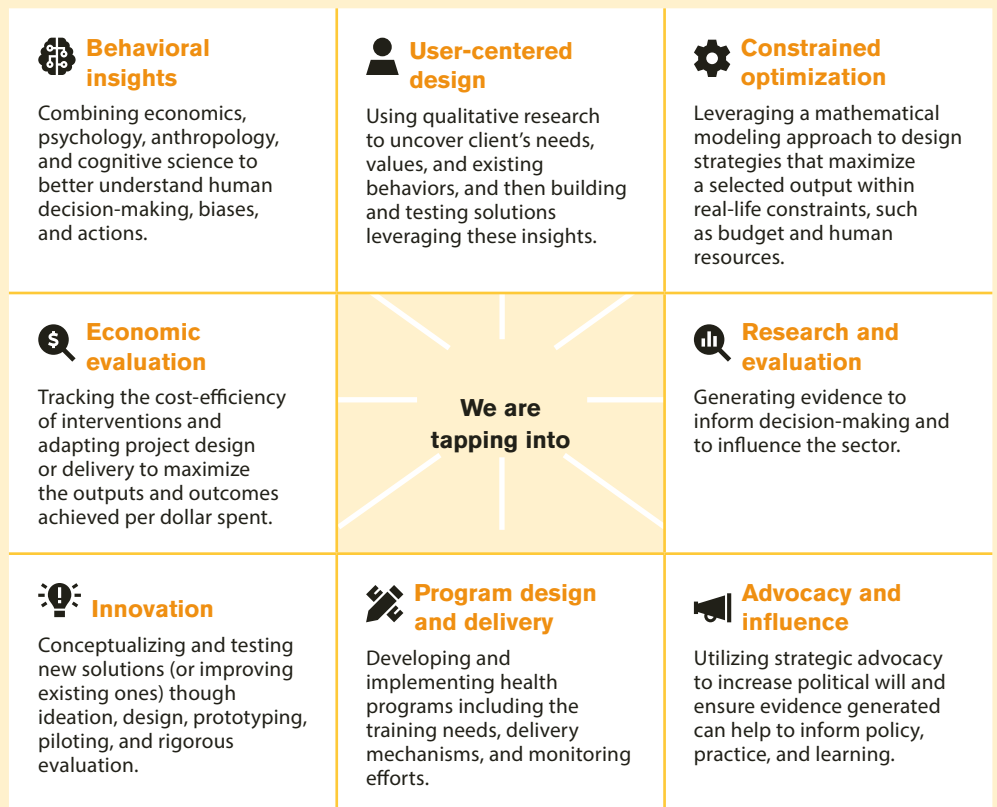 Behavioral
insights
Combining economics,
psychology, anthropology,
and cognitive science to
better understand human
decision-making, biases,
and actions.
User-centered
design
Using qualitative research
to uncover client's needs,
values, and existing
behaviors, and then building
and testing solutions
leveraging these insights.
Constrained
optimization
Leveraging a mathematical
modeling approach to design
strategies that maximize
a selected output within
real-life constraints, such
as budget and human
resources.
Economic
evaluation
Tracking the cost-efficiency
of interventions and
adapting project design
or delivery to maximize
the outputs and outcomes
achieved per dollar spent.
We are
tapping into
Research and
evaluation
Generating evidence to
inform decision-making and
to influence the sector.
Innovation
Conceptualizing and testing
new solutions (or improving
existing ones) though
ideation, design, prototyping,
piloting, and rigorous
evaluation.
Program design
and delivery
Developing and
implementing health
programs including the
training needs, delivery
mechanisms, and monitoring
efforts.
Advocacy and
influence
Utilizing strategic advocacy
to increase political will and
ensure evidence generated
can help to inform policy,
practice, and learning.